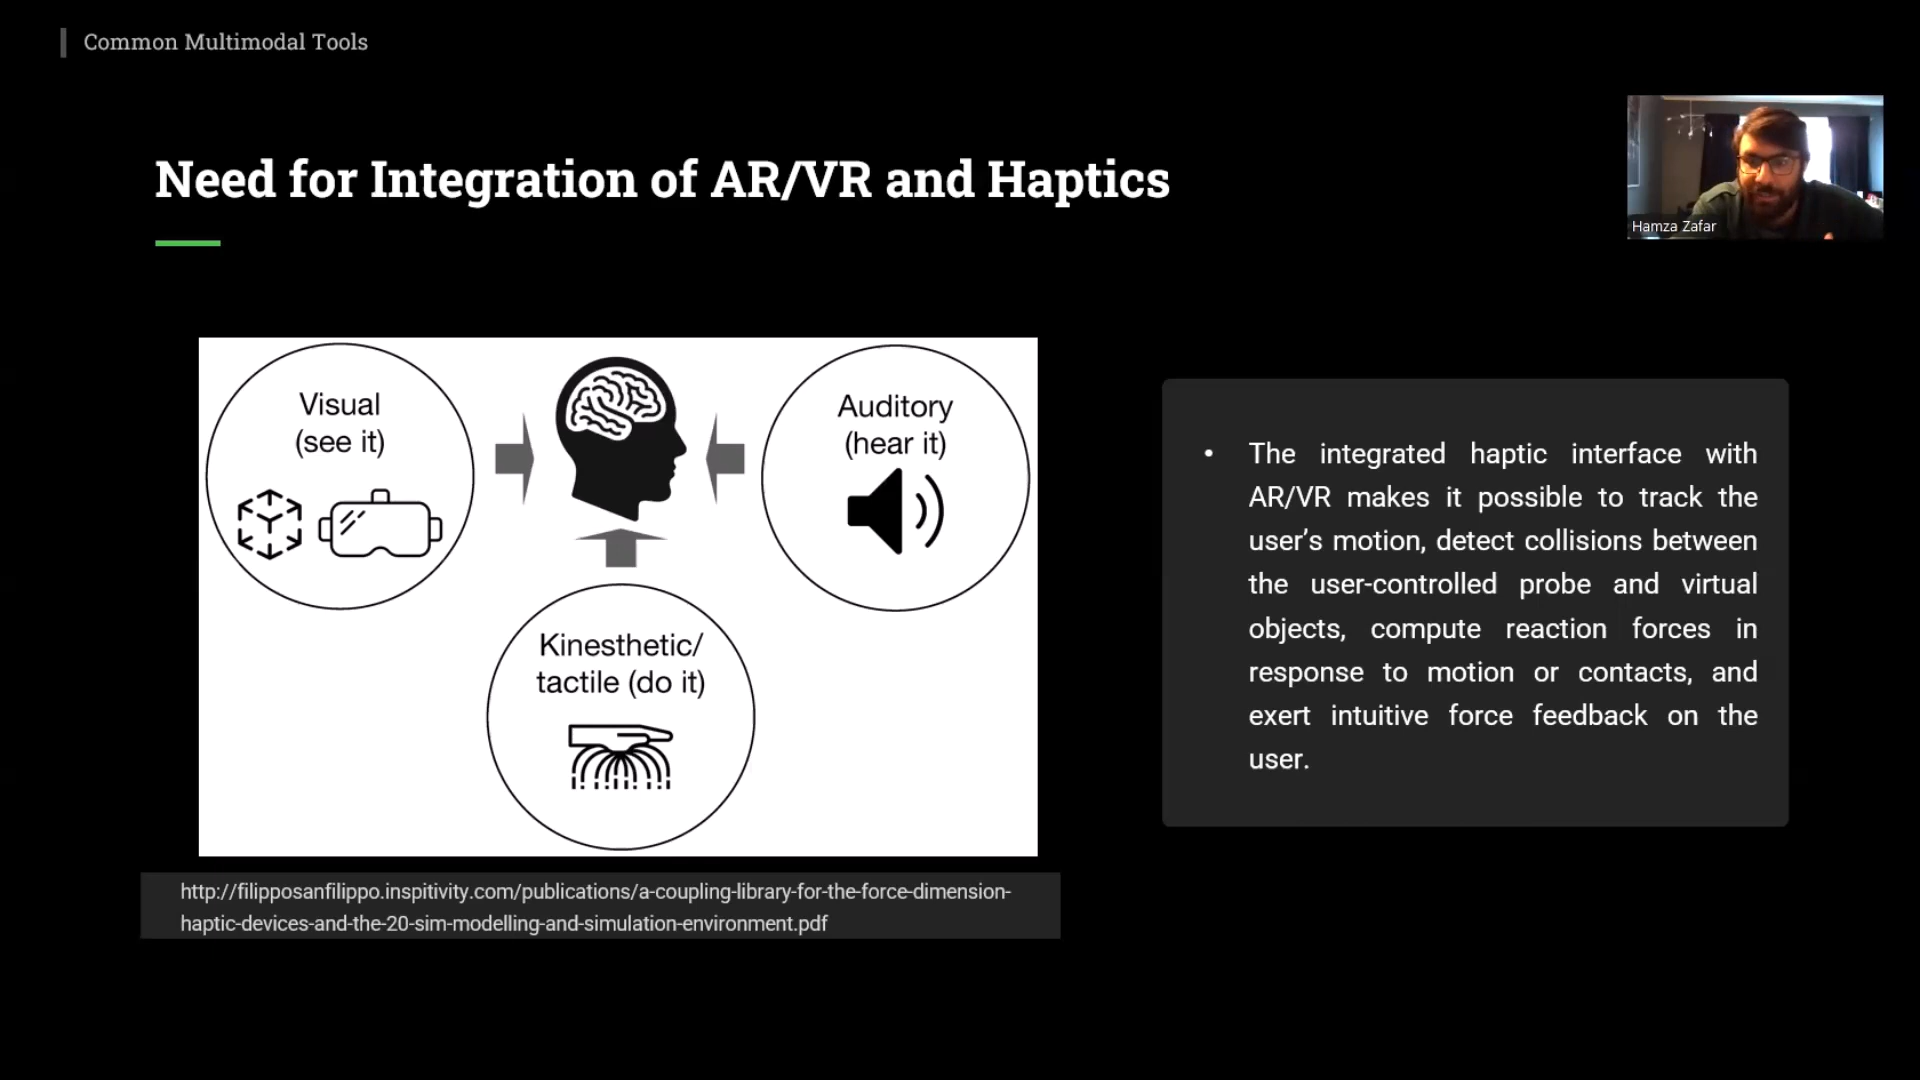 Common Multimodal Tools
Need for Integration of AR/VR and Haptics
Hamza Zafar
Visual
(see it)
Auditory
(hear it)
Kinesthetic/
tactile (do it)
The integrated haptic interface with
AR/VR makes it possible to track the
user’s motion, detect collisions between
the user-controlled probe and virtual
objects, compute reaction forces in
response to motion or contacts, and
exert intuitive force feedback on the
user.
http://filipposanfilippo.inspitivity.com/publications/a-coupling-library-for-the-force-dimension-
haptic-devices-and-the-20-sim-modelling-and-simulation-environment.pdf